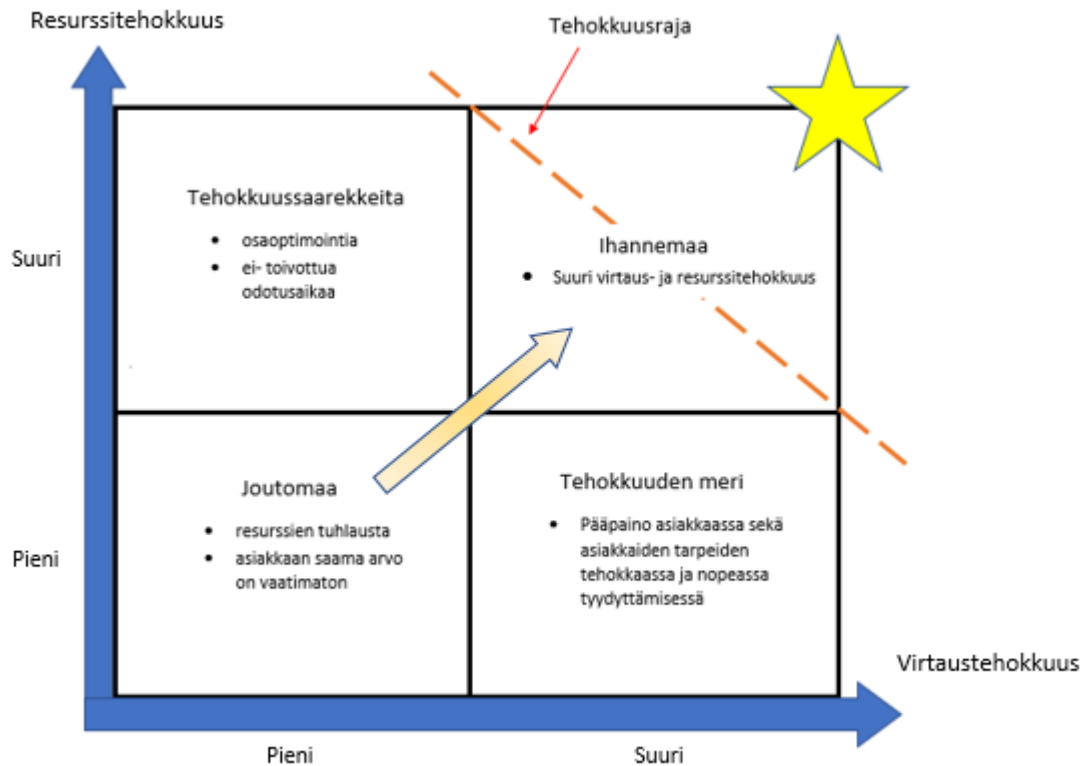 Resurssitehokkuus
Tehokkuusraja
Tehokkuussaarekkeita
• osaoptimointia
• ei- toivottua
odotusaikaa
Ihannemaa
• Suuri virtaus- ja resurssitehokkuus
Suuri
Joutomaa
• resurssien tuhlausta
• asiakkaan saama arvo
on vaatimaton
Tehokkuuden meri
• Pääpaino asiakkaassa sekä
asiakkaiden tarpeiden
tehokkaassa ja nopeassa
tyydyttämisessä
Pieni
Virtaustehokkuus
Pieni
Suuri